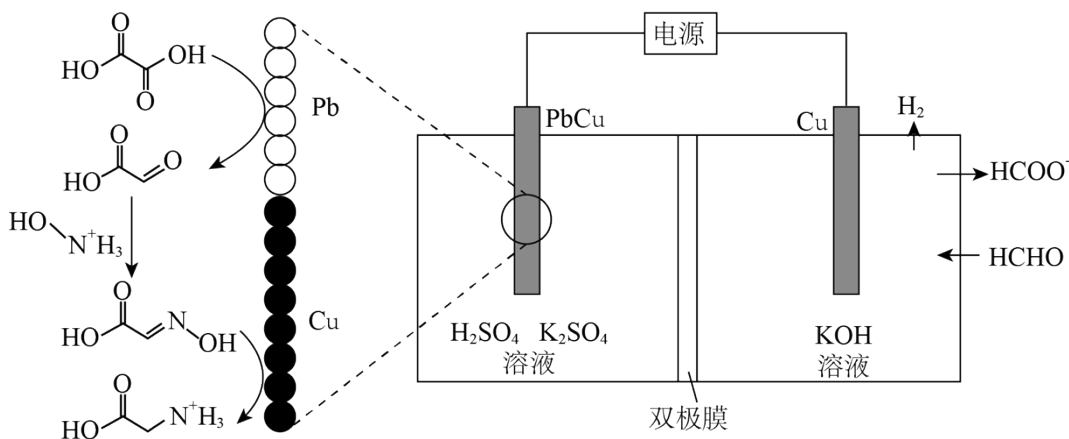 O
OH
HO
O
Pb
O
O
HO
HO
N⁺H₃
O
N
HO
OH
Cu
O
N⁺H₃
HO
电源
PbCu
Cu
H₂
HCOO⁻
HCHO
H₂SO₄ K₂SO₄
溶液
KOH
溶液
双极膜